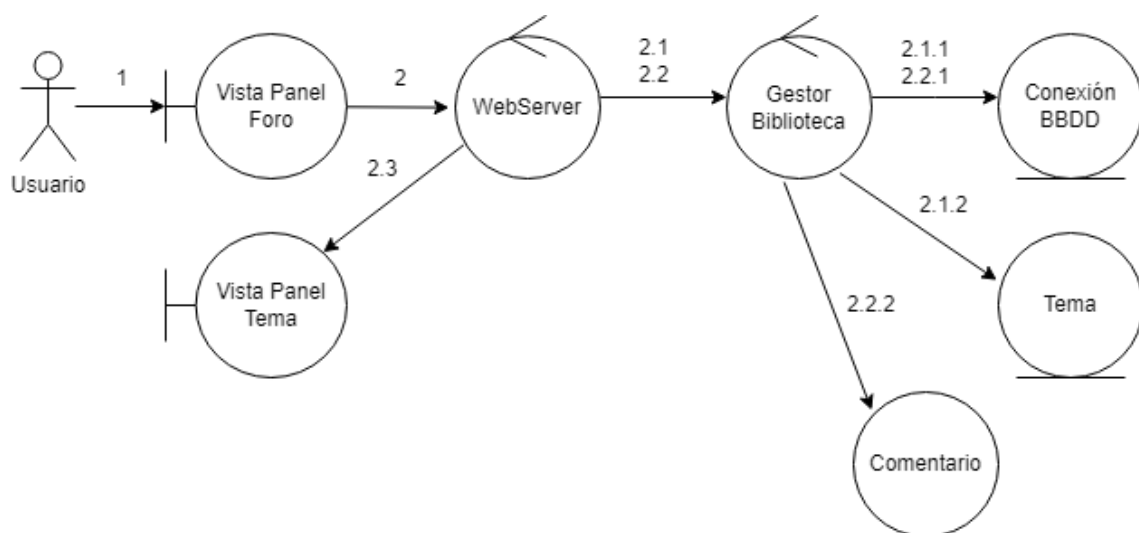 1
Vista Panel
Foro
2
WebServer
2.1
2.2
Gestor
Biblioteca
2.1.1
2.2.1
Conexión
BBDD
Usuario
2.3
2.1.2
Vista Panel
Tema
2.2.2
Tema
Comentario